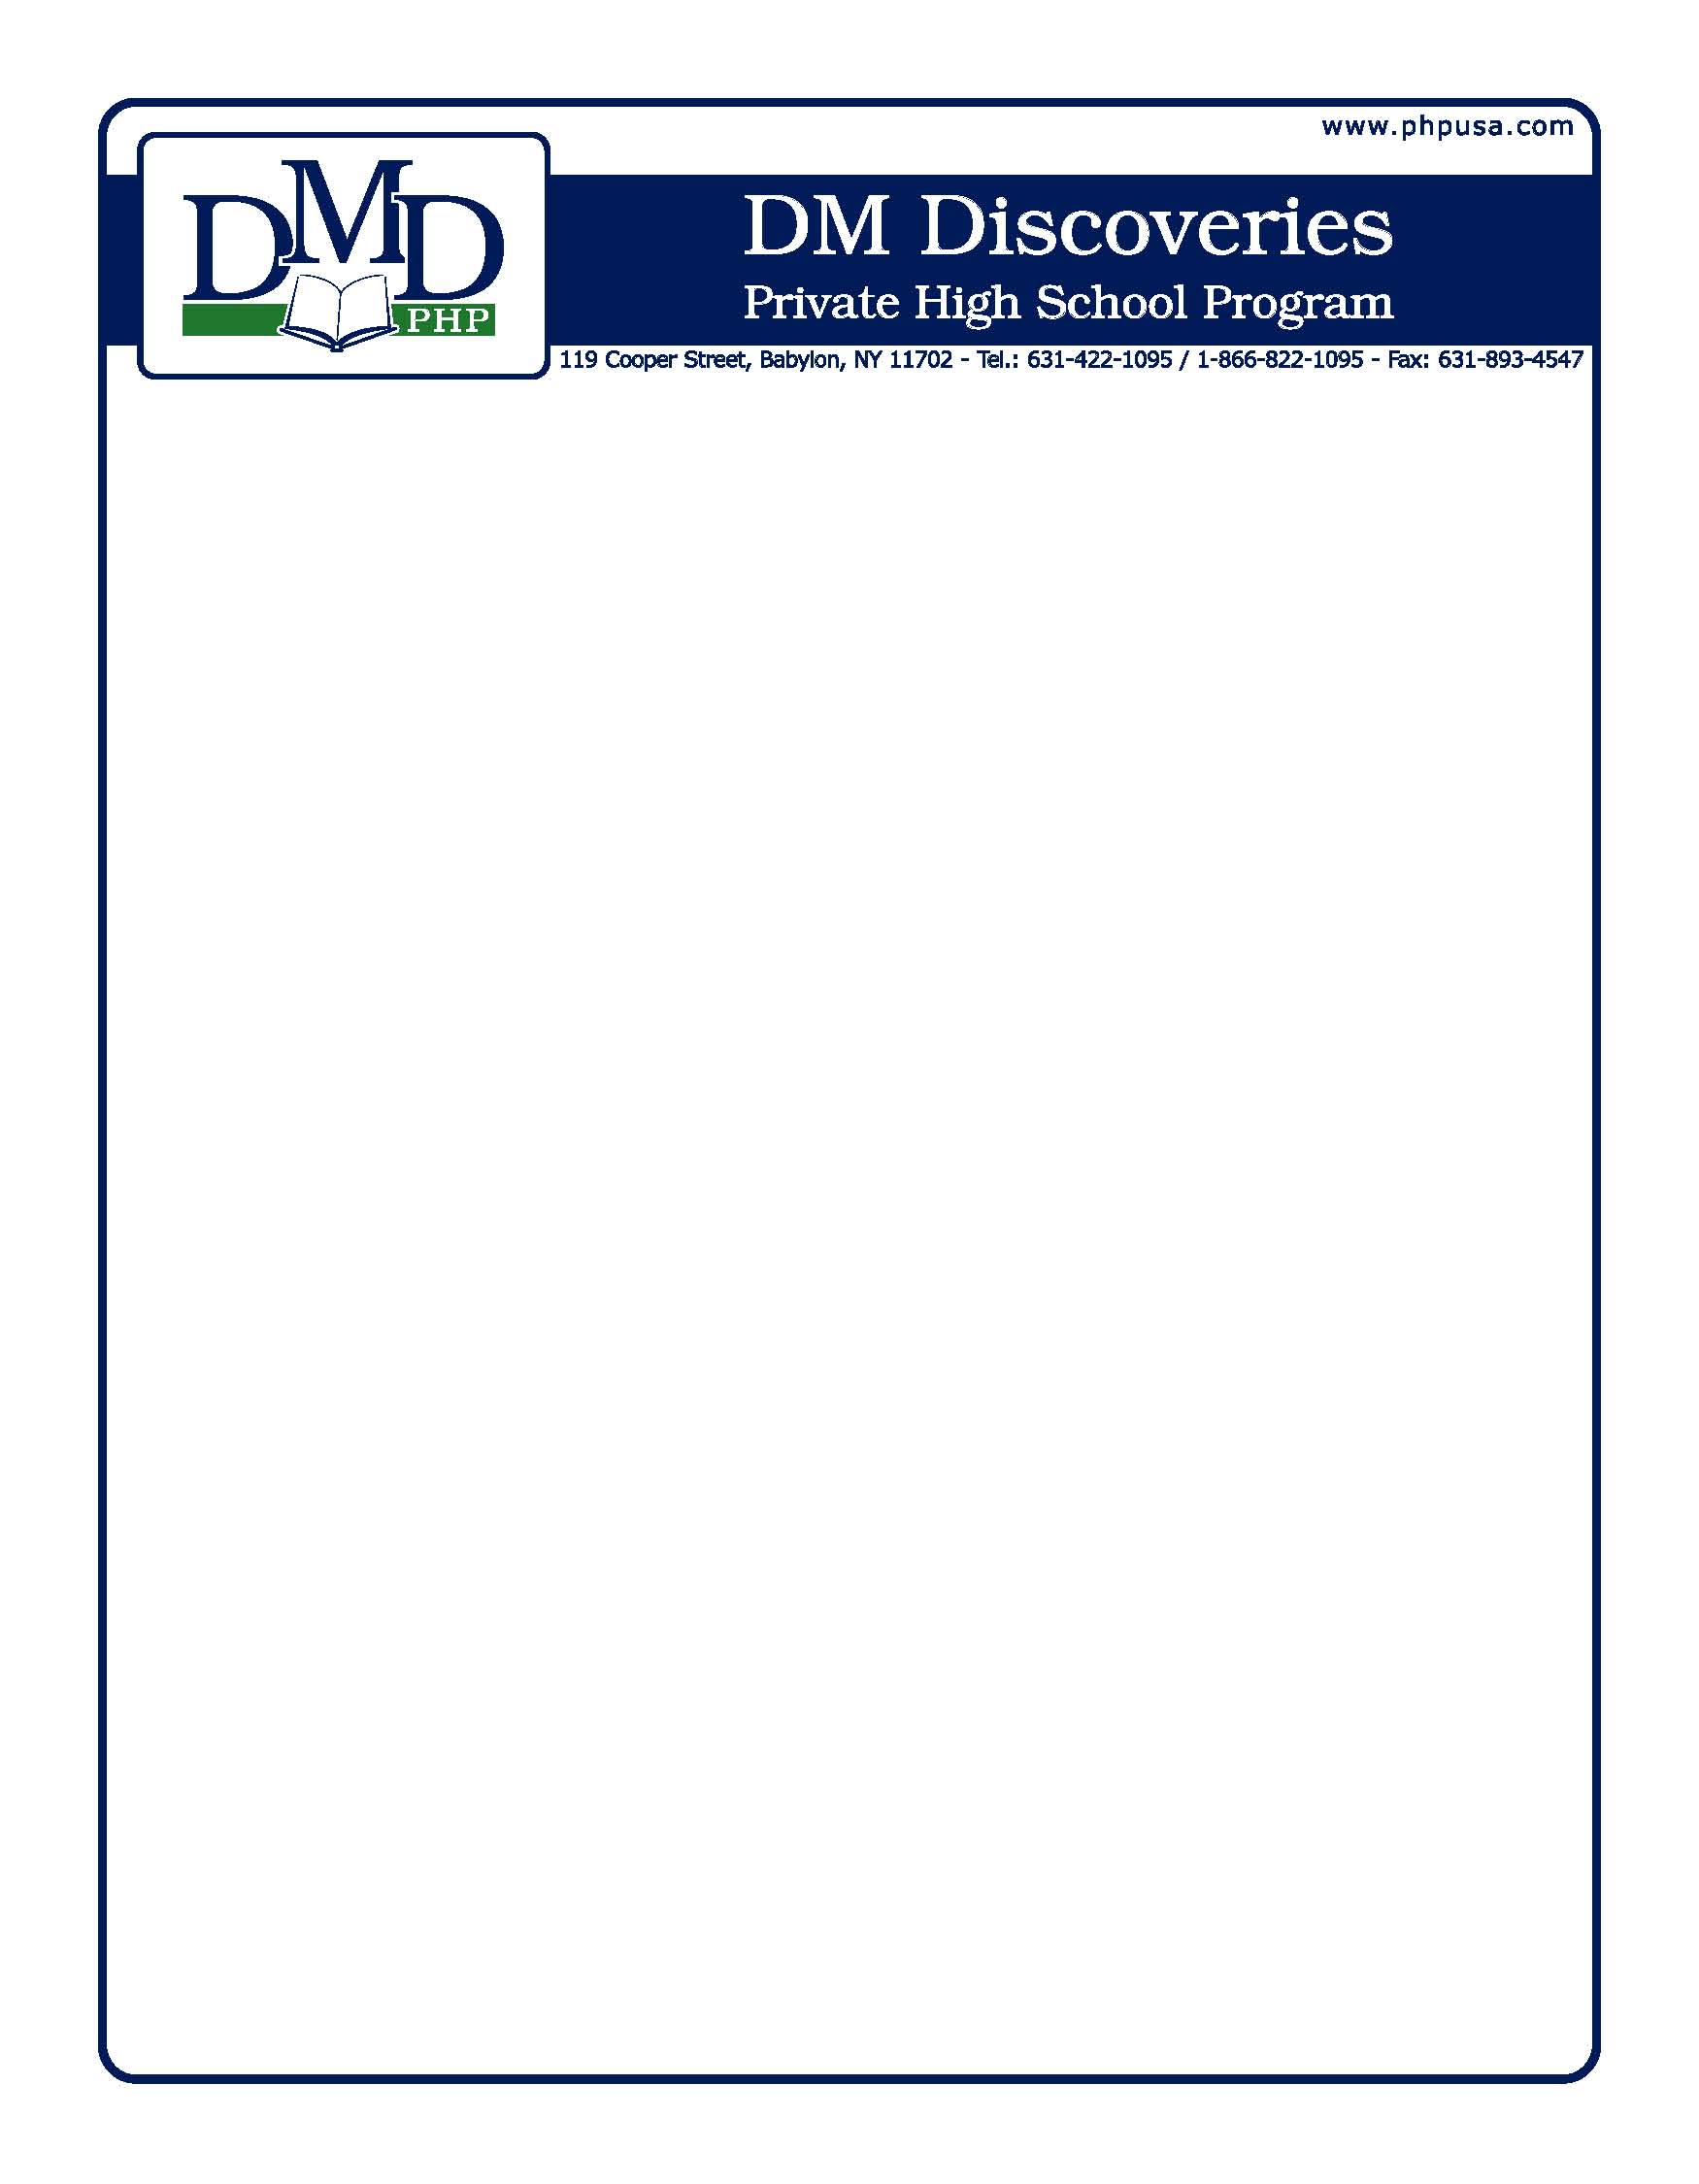 www.phpusa.com
DMD
PHP
DM Discoveries
Private High School Program
119 Cooper Street, Babylon, NY 11702 - Tel.: 631-422-1095 / 1-866-822-1095 - Fax: 631-893-4547